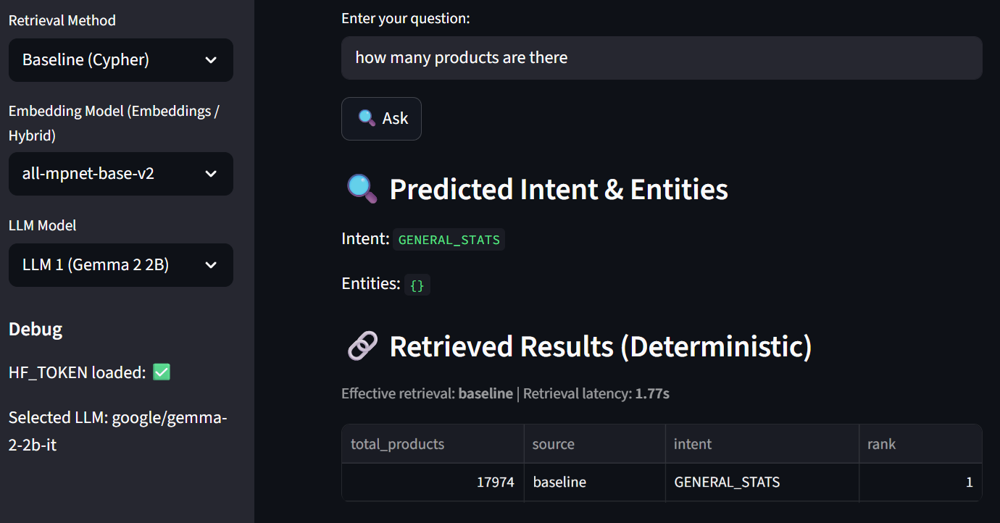 Retrieval Method
Baseline (Cypher)
Embedding Model (Embeddings /
Hybrid)
all-mpnet-base-v2
LLM Model
LLM 1 (Gemma 2 2B)
Debug
HF_TOKEN loaded: ✅
Selected LLM: google/gemma-
2-2b-it
Enter your question:
how many products are there
🔍 Ask
🔍 Predicted Intent & Entities
Intent: GENERAL_STATS
Entities: {}
🔗 Retrieved Results (Deterministic)
Effective retrieval: baseline | Retrieval latency: 1.77s
total_products source intent rank
17974 baseline GENERAL_STATS 1